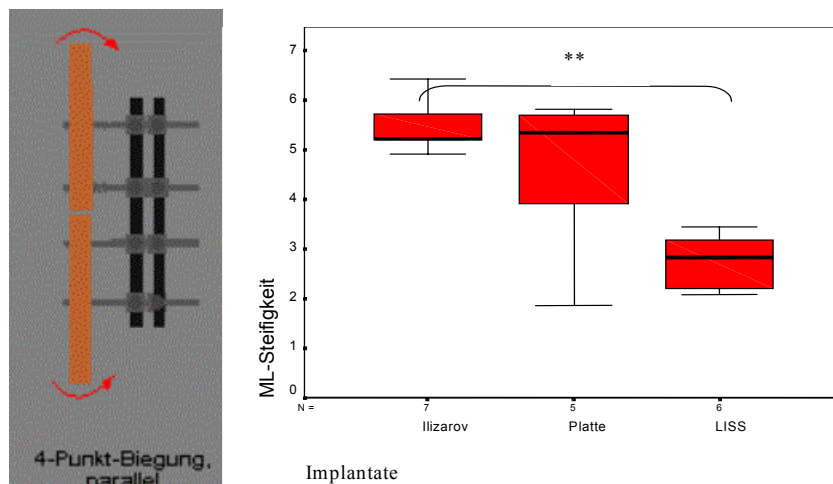 4-Punkt-Biegung,
parallel
ML-Steifigkeit
7
6
5
4
3
2
1
0
**
N =
7
5
6
Ilizarov
Platte
LISS
Implantate